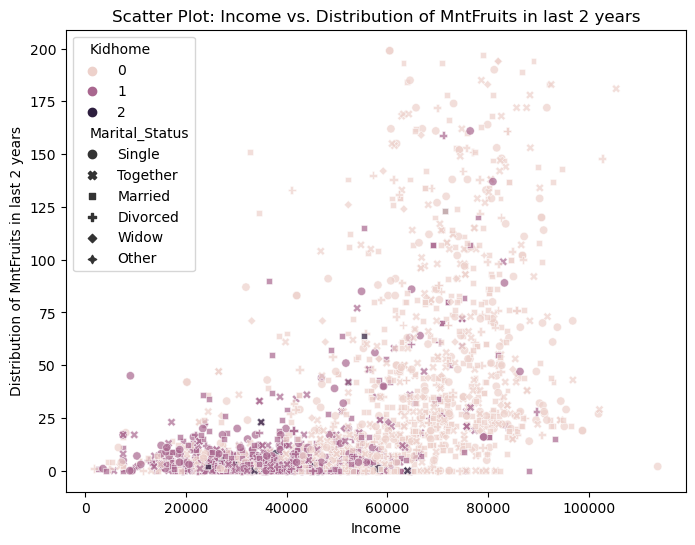 Scatter Plot: Income vs. Distribution of MntFruits in last 2 years
Distribution of MntFruits in last 2 years
200
175
150
125
100
75
50
25
0
Kidhome
0
1
2
Marital_Status
Single
Together
Married
Divorced
Widow
Other
0 20000 40000 60000 80000 100000
Income